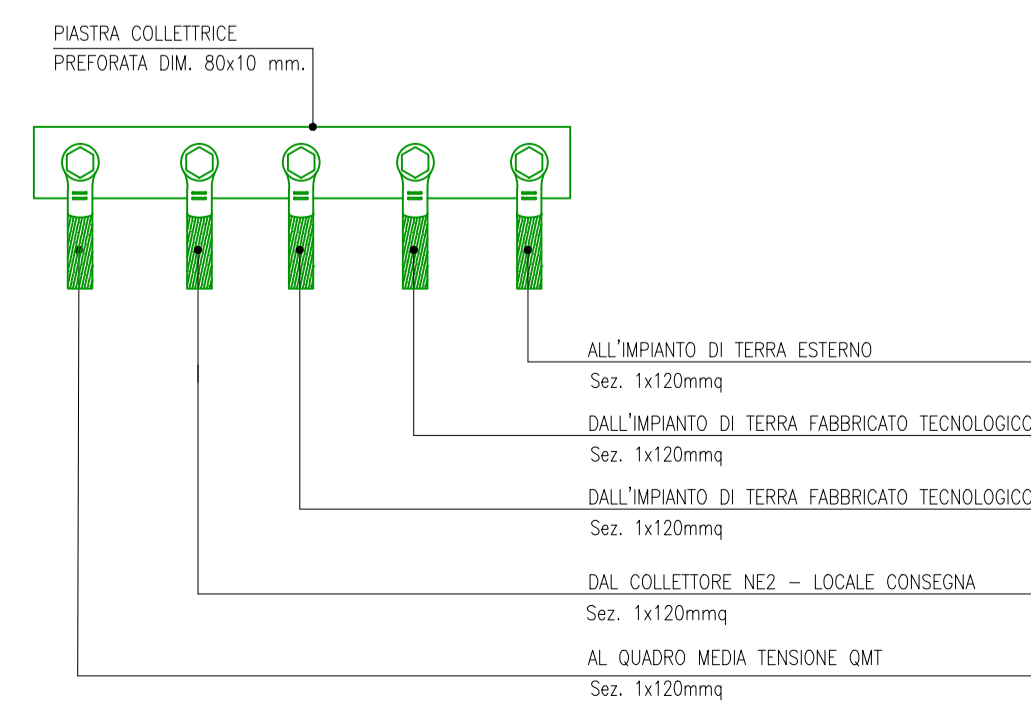 PIASTRA COLLETTRICE
PREFORATA DIM. 80x10 mm.
ALL'IMPIANTO DI TERRA ESTERNO
Sez. 1x120mmq
DALL'IMPIANTO DI TERRA FABBRICATO TECNOLOGICO
Sez. 1x120mmq
DALL'IMPIANTO DI TERRA FABBRICATO TECNOLOGICO
Sez. 1x120mmq
DAL COLLETTORE NE2 – LOCALE CONSEGNA
Sez. 1x120mmq
AL QUADRO MEDIA TENSIONE QMT
Sez. 1x120mmq